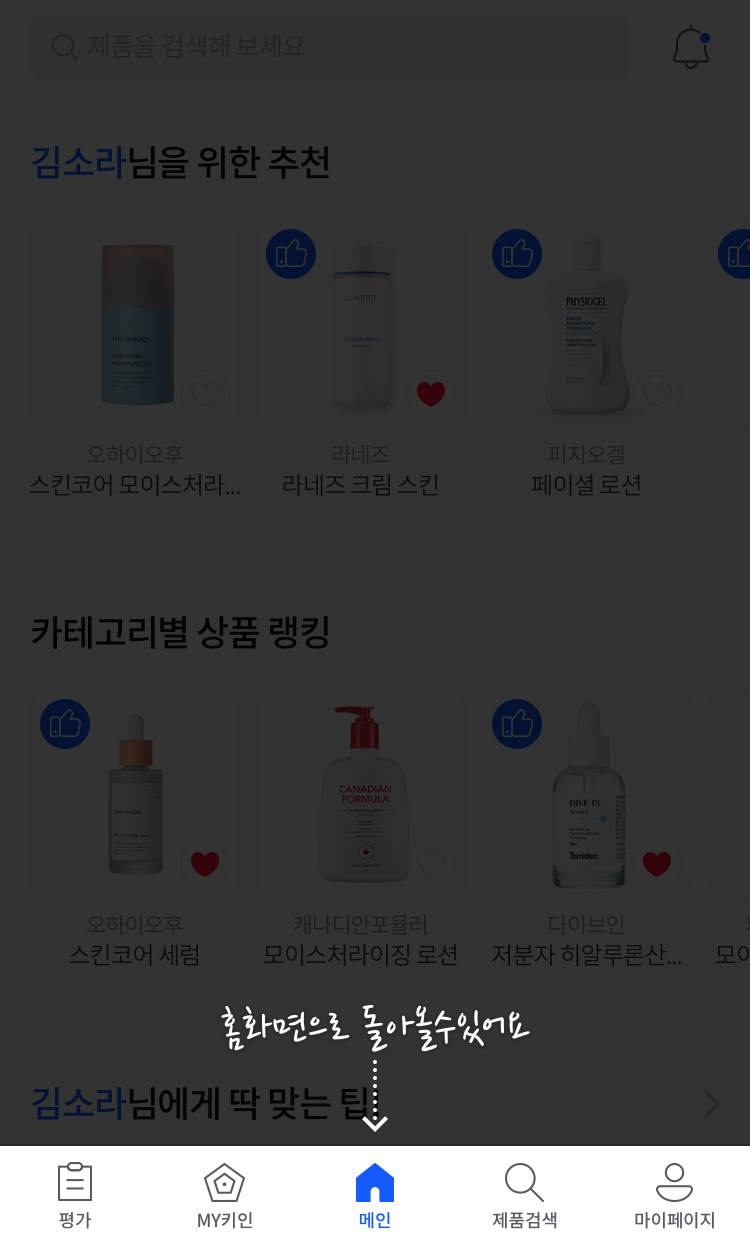 제품을 검색해 보세요
김소라님을 위한 추천
OHIOHOO
SKIN CORE
MOISTURIZER
LANEIGE
CREAM SKIN
PHYSIOGEL
DAILY
MOISTURE
THERAPY
오하이오후
스킨코어 모이스처라...
라네즈
라네즈 크림 스킨
피지오겔
페이셜 로션
카테고리별 상품 랭킹
OHIOHOO
SKIN CORE
CANADIAN
FORMULA
DIVE-IN
Serum
Torriden
오하이오후
스킨코어 세럼
캐나디안포뮬러
모이스처라이징 로션
다이브인
저분자 히알루론산...
모이
홈화면으로 돌아올수있어요
김소라님에게 딱 맞는 팁!
평가
MY키인
메인
제품검색
마이페이지